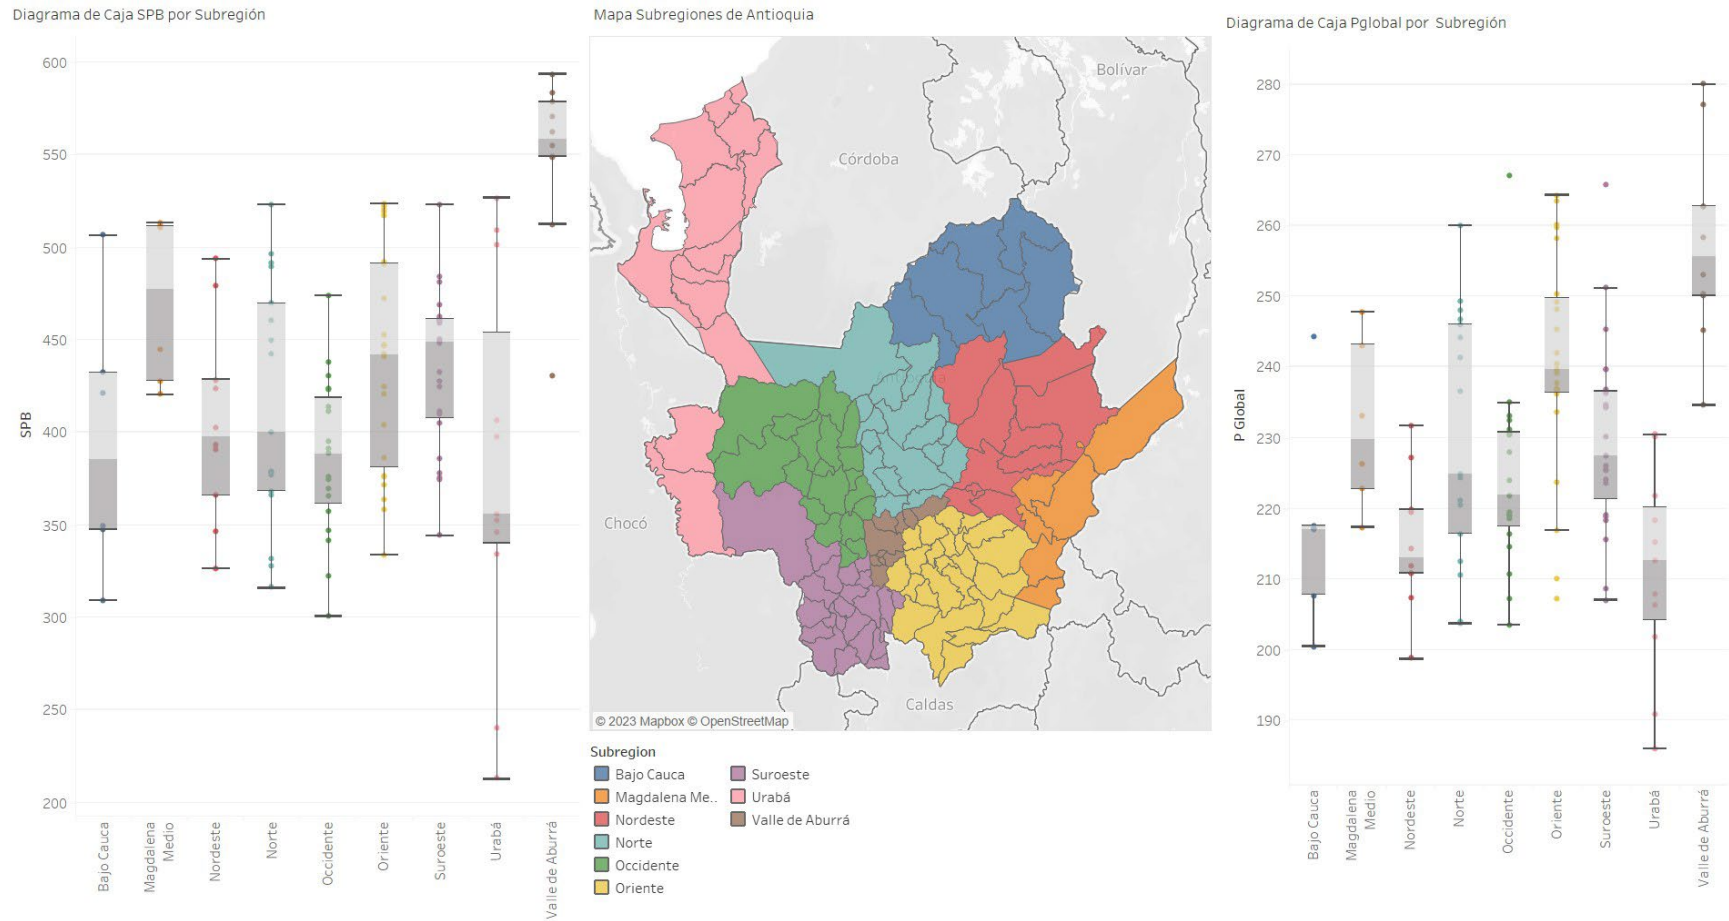 Diagrama de Caja SPB por Subregión
600
550
500
450
400
350
300
250
200
SPB
Bajo Cauca
Magdalena
Medio
Nordeste
Norte
Occidente
Oriente
Suroeste
Urabá
Valle de Aburrá
Mapa Subregiones de Antioquia
Bolívar
Córdoba
Chocó
Caldas
© 2023 Mapbox © OpenStreetMap
Subregion
Bajo Cauca
Magdalena Me..
Nordeste
Norte
Occidente
Oriente
Suroeste
Urabá
Valle de Aburrá
Diagrama de Caja Pglobal por Subregión
280
270
260
250
240
230
220
210
200
190
P Global
Bajo Cauca
Magdalena
Medio
Nordeste
Norte
Occidente
Oriente
Suroeste
Urabá
Valle de Aburrá